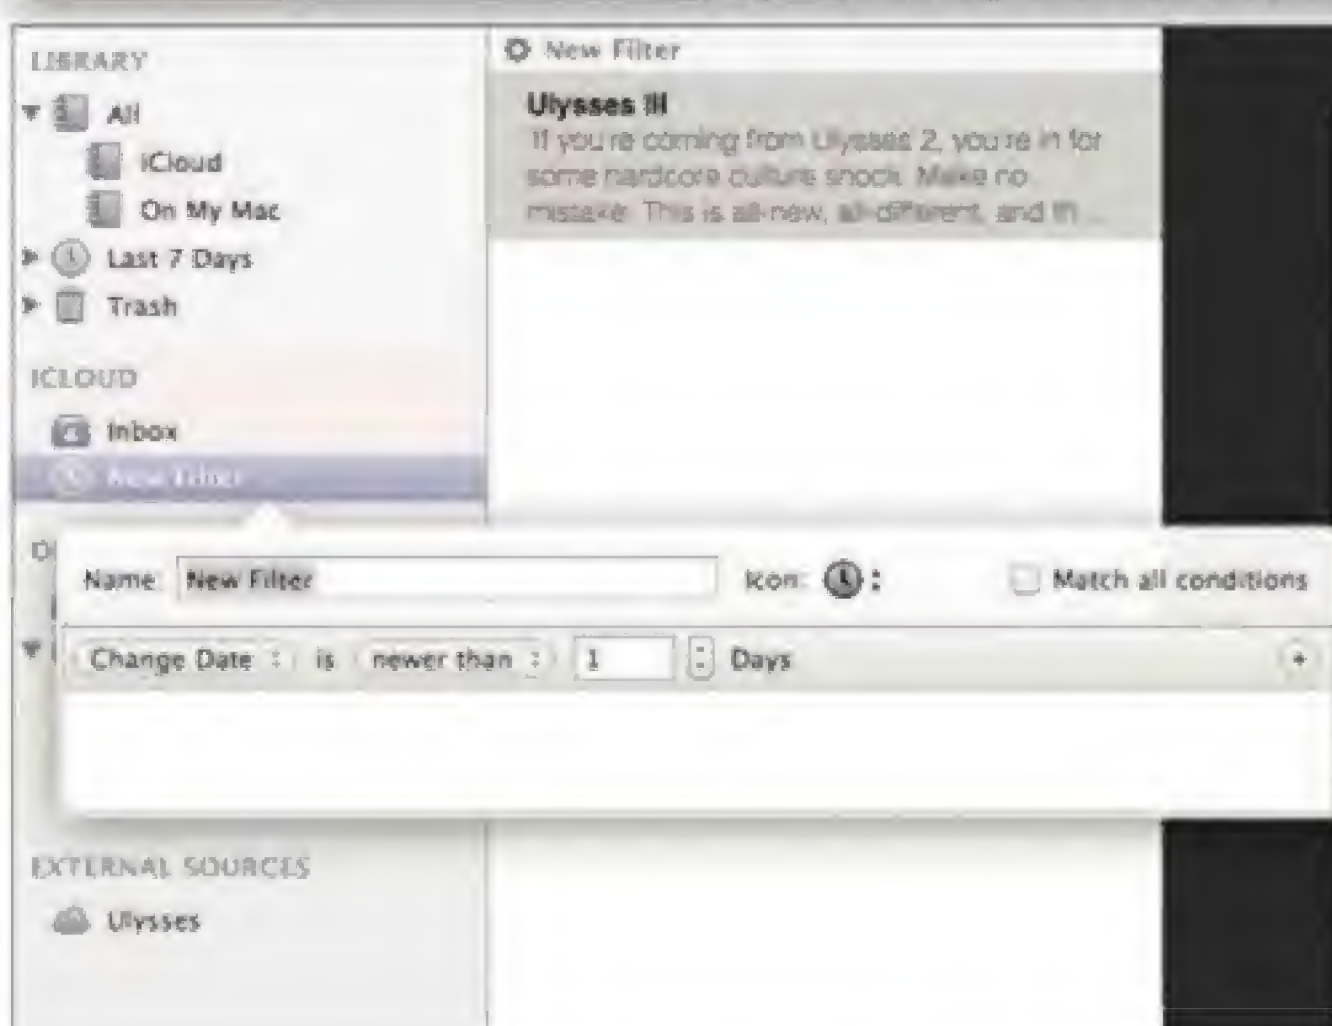 LIBRARY
All
iCloud
On My Mac
Last 7 Days
Trash
ICLOUD
Inbox
New Filter
New Filter
Ulysses III
If you're coming from Ulysses 2, you're in for
some hardcore culture shock. Make no
mistake: This is all-new, all-different, and th...
Name: New Filter Icon: Match all conditions
Change Date is newer than 1 Days
EXTERNAL SOURCES
Ulysses